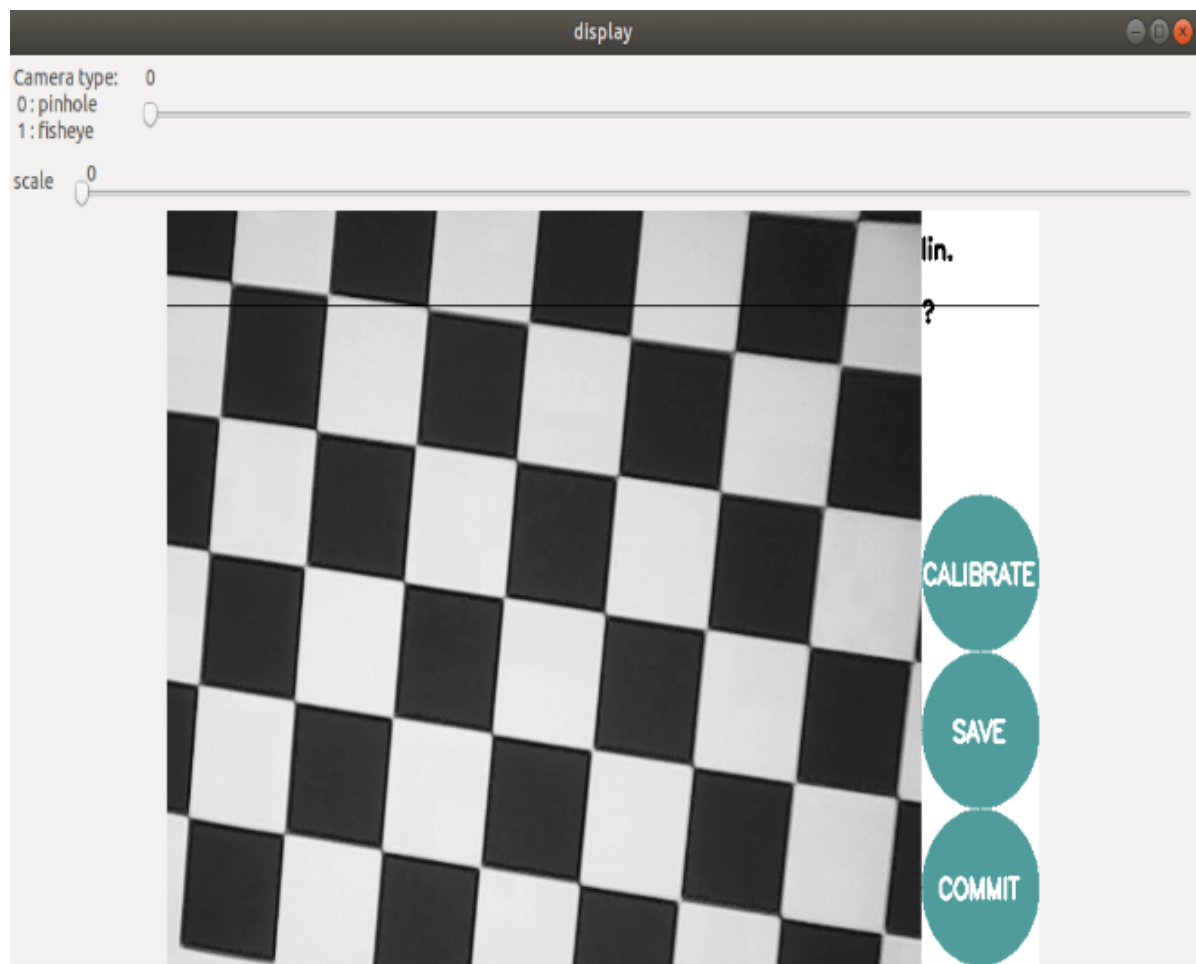 display
Camera type: 0
0 : pinhole
1 : fisheye
scale 0
lin.
?
CALIBRATE
SAVE
COMMIT